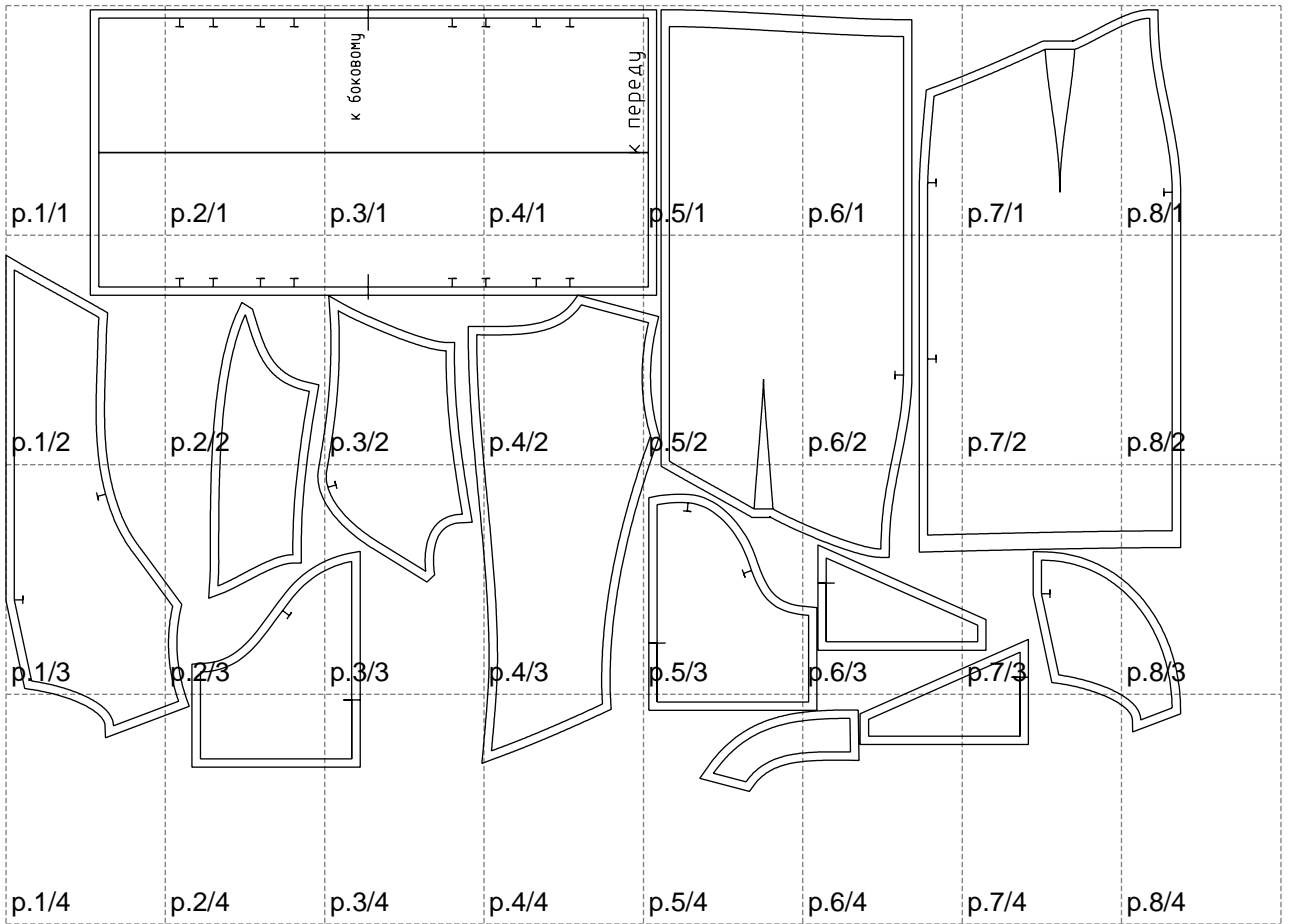 к боковому
к переду
p.1/1 p.2/1 p.3/1 p.4/1 p.5/1 p.6/1 p.7/1 p.8/1
p.1/2 p.2/2 p.3/2 p.4/2 p.5/2 p.6/2 p.7/2 p.8/2
p.1/3 p.2/3 p.3/3 p.4/3 p.5/3 p.6/3 p.7/3 p.8/3
p.1/4 p.2/4 p.3/4 p.4/4 p.5/4 p.6/4 p.7/4 p.8/4